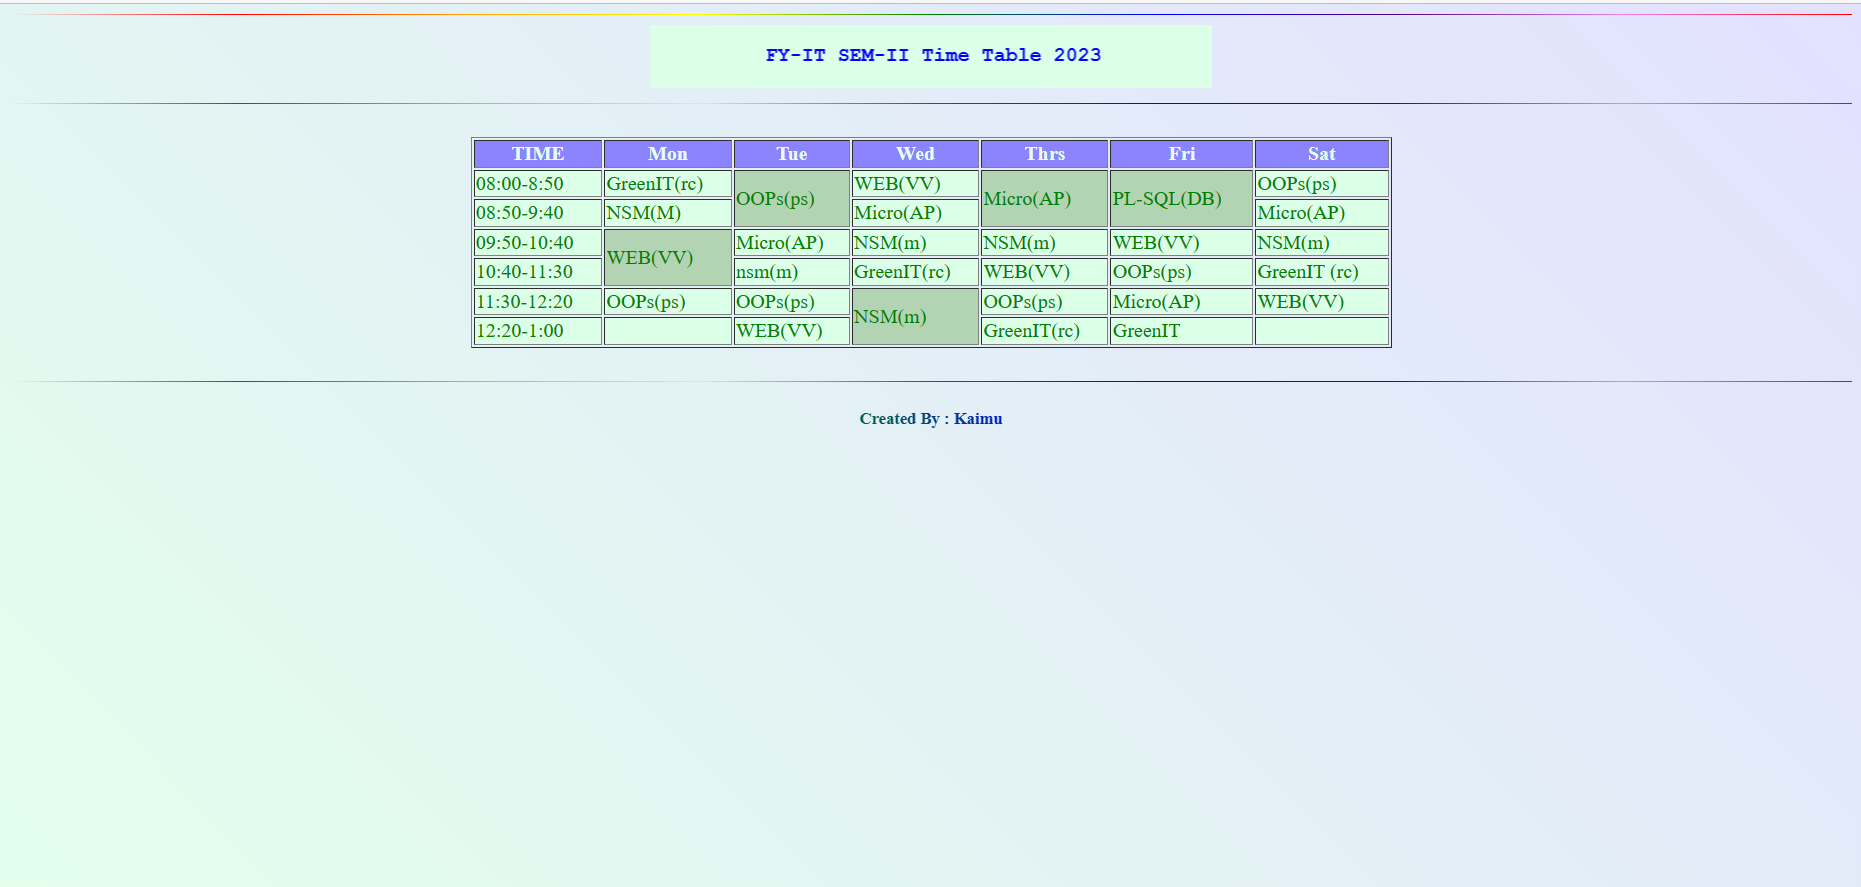 FY-IT SEM-II Time Table 2023
TIME Mon Tue Wed Thrs Fri Sat
08:00-8:50 GreenIT(rc) OOPs(ps) WEB(VV) Micro(AP) PL-SQL(DB) OOPs(ps)
08:50-9:40 NSM(M) Micro(AP) Micro(AP)
09:50-10:40 WEB(VV) Micro(AP) NSM(m) NSM(m) WEB(VV) NSM(m)
10:40-11:30 nsm(m) GreenIT(rc) WEB(VV) OOPs(ps) GreenIT (rc)
11:30-12:20 OOPs(ps) OOPs(ps) NSM(m) OOPs(ps) Micro(AP) WEB(VV)
12:20-1:00 WEB(VV) GreenIT(rc) GreenIT
Created By : Kaimu